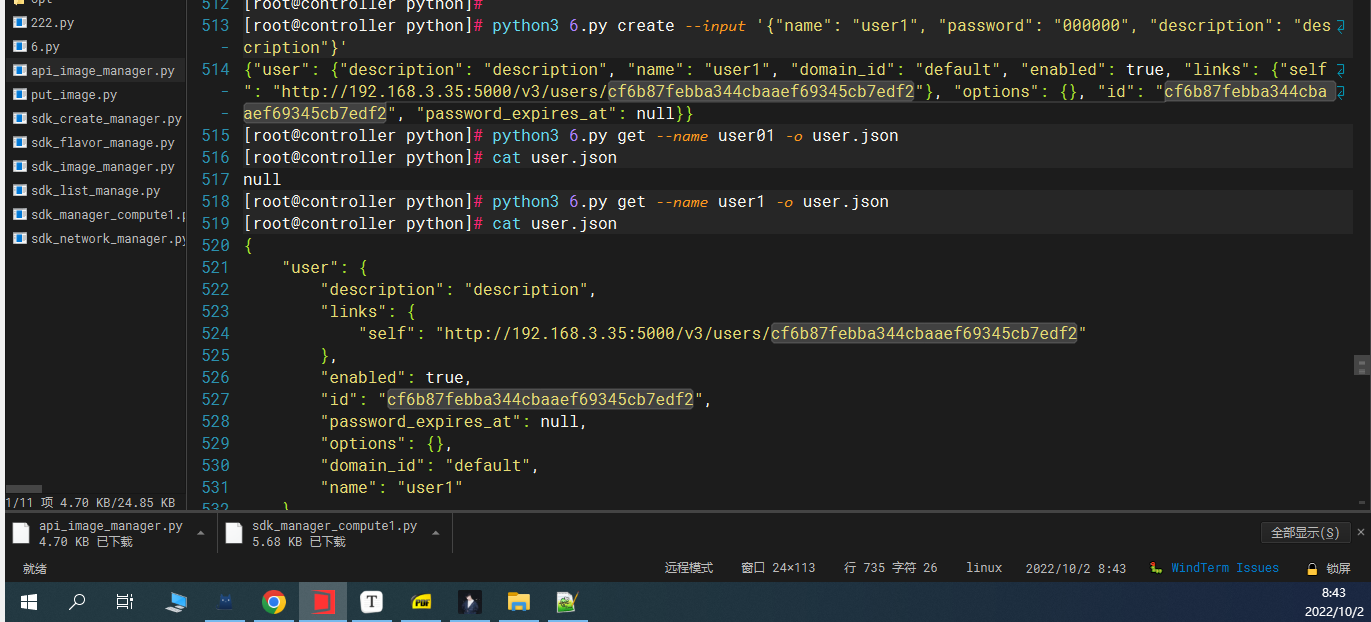 opt
222.py
6.py
api_image_manager.py
put_image.py
sdk_create_manager.py
sdk_flavor_manage.py
sdk_image_manager.py
sdk_list_manage.py
sdk_manager_compute1.p
sdk_network_manager.py
1/11 项 4.70 KB/24.85 KB
512 [root@controller python]#
513 [root@controller python]# python3 6.py create --input '{"name": "user1", "password": "000000", "description": "des
- cription"}'
514 {"user": {"description": "description", "name": "user1", "domain_id": "default", "enabled": true, "links": {"self
- ": "http://192.168.3.35:5000/v3/users/cf6b87febba344cbaaef69345cb7edf2"}, "options": {}, "id": "cf6b87febba344cba
- aef69345cb7edf2", "password_expires_at": null}}
515 [root@controller python]# python3 6.py get --name user01 -o user.json
516 [root@controller python]# cat user.json
517 null
518 [root@controller python]# python3 6.py get --name user1 -o user.json
519 [root@controller python]# cat user.json
520 {
521 "user": {
522 "description": "description",
523 "links": {
524 "self": "http://192.168.3.35:5000/v3/users/cf6b87febba344cbaaef69345cb7edf2"
525 },
526 "enabled": true,
527 "id": "cf6b87febba344cbaaef69345cb7edf2",
528 "password_expires_at": null,
529 "options": {},
530 "domain_id": "default",
531 "name": "user1"
532 }
api_image_manager.py
4.70 KB 已下载
sdk_manager_compute1.py
5.68 KB 已下载
全部显示(S)
就绪
远程模式 窗口 24×113 行 735 字符 26 linux 2022/10/2 8:43 WindTerm Issues 锁屏
T
PDF
8:43
2022/10/2